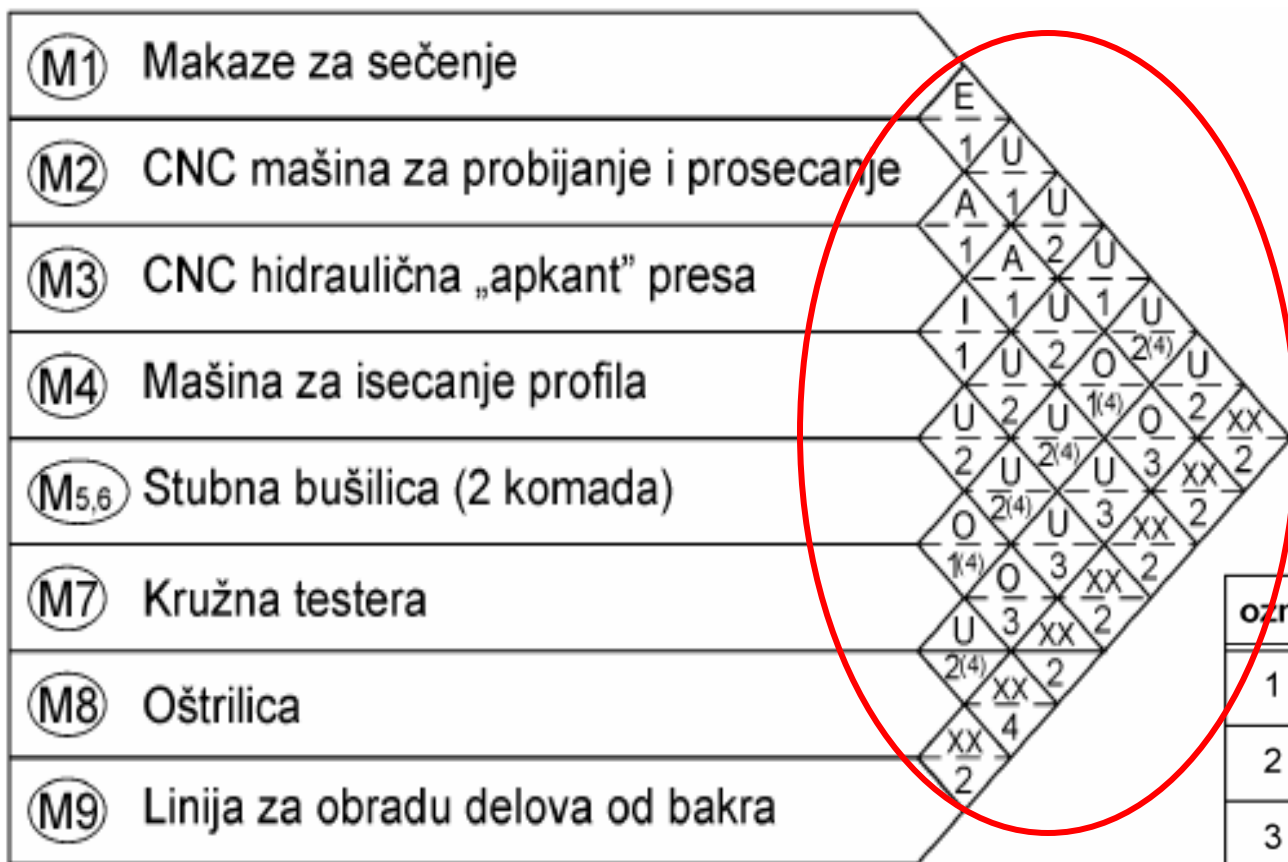 M1 Makaze za sečenje
E
1 U
M2 CNC mašina za probijanje i prosecanje
A 1 U
1 A 2 U
M3 CNC hidraulična „apkant” presa
I 1 U 1 U
1 U 2 O 2(4) U
M4 Mašina za isecanje profila
U 2 U 1(4) O 2 XX
2 U 2(4) U 3 XX 2
M5,6 Stubna bušilica (2 komada)
O 2(4) U 3 XX 2
1(4) O 3 XX 2
M7 Kružna testera
U 3 XX 2
2(4) XX 2
M8 Oštrilica
XX 4
2
M9 Linija za obradu delova od bakra
1
2
3